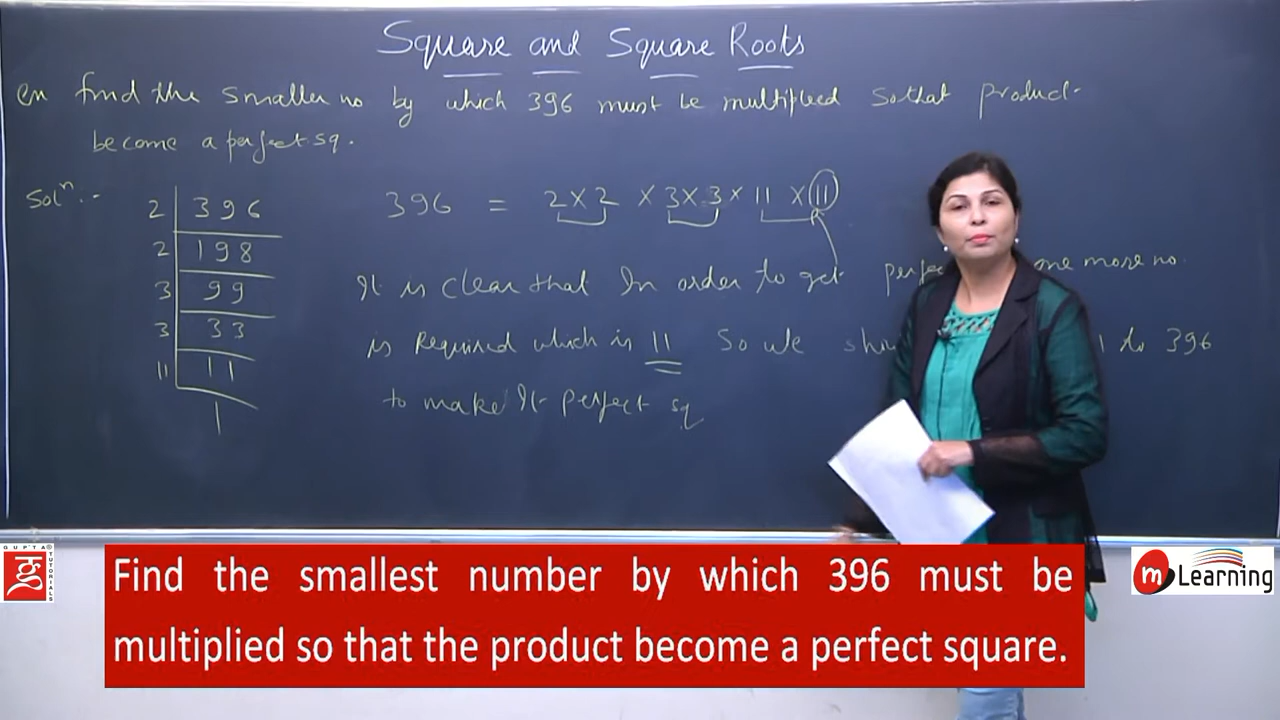 Square and Square Roots
en find the smaller no by which 396 must be multiplied so that product
become a perfect sq.
Solⁿ:-
2 396
2 198
3 99
3 33
11 11
1
396 = 2 X 2 X 3 X 3 X 11 X 11
It is clear that In order to get one more no.
is required which is 11 So we to 396
to make It perfect sq
GUPTA TUTORIALS
Find the smallest number by which 396 must be
multiplied so that the product become a perfect square.
m Learning